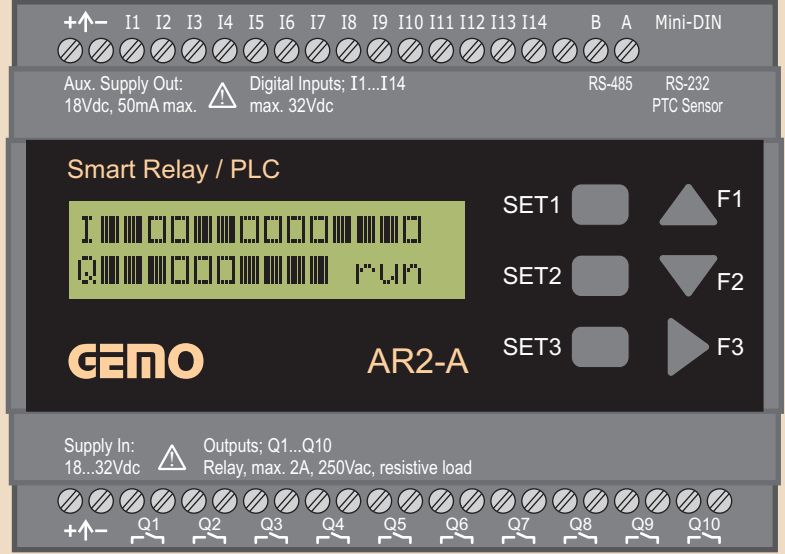 + - I1 I2 I3 I4 I5 I6 I7 I8 I9 I10 I11 I12 I13 I14 B A Mini-DIN
Aux. Supply Out: Digital Inputs; I1...I14 RS-485 RS-232
18Vdc, 50mA max. max. 32Vdc PTC Sensor
Smart Relay / PLC
SET1 F1
I
Q run
SET2 F2
GEMO AR2-A
SET3 F3
Supply In: Outputs; Q1...Q10
18...32Vdc Relay, max. 2A, 250Vac, resistive load
+ - Q1 Q2 Q3 Q4 Q5 Q6 Q7 Q8 Q9 Q10